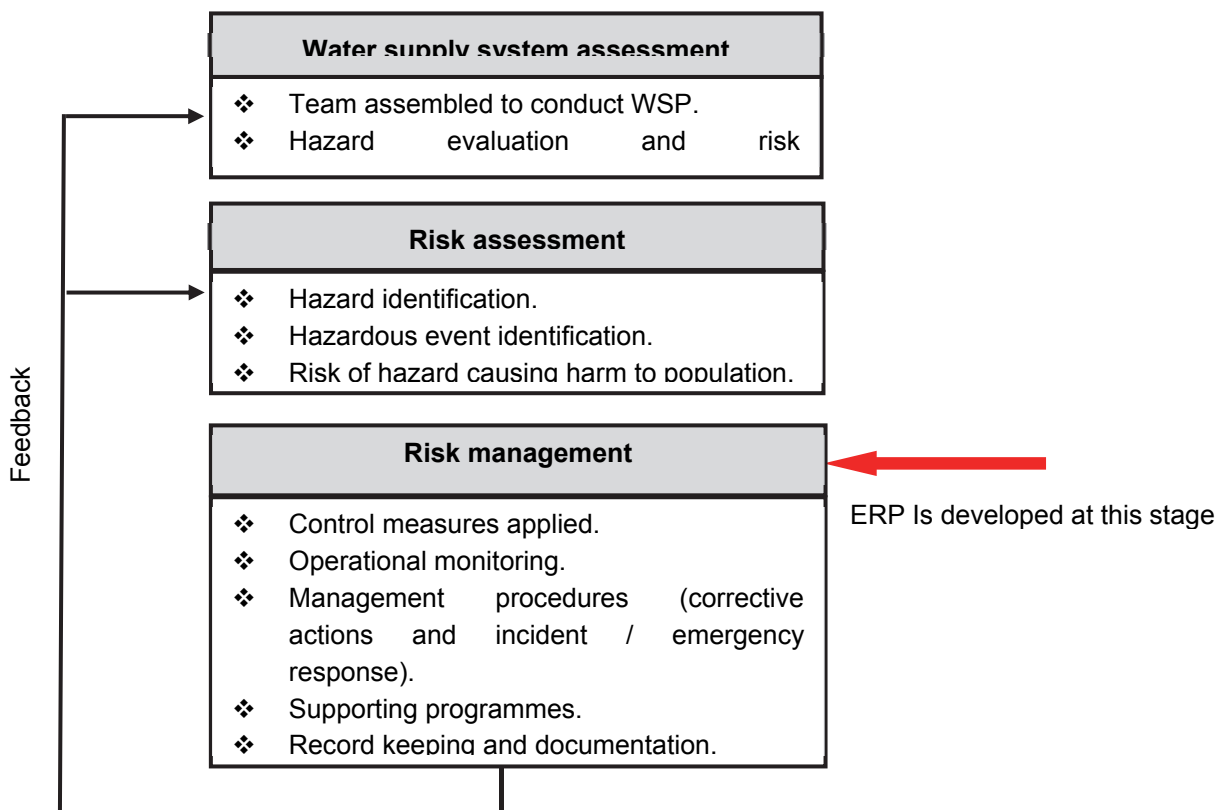 Water supply system assessment
❖ Team assembled to conduct WSP.
❖ Hazard evaluation and risk
Risk assessment
❖ Hazard identification.
❖ Hazardous event identification.
❖ Risk of hazard causing harm to population.
Feedback
Risk management
ERP Is developed at this stage
❖ Control measures applied.
❖ Operational monitoring.
❖ Management procedures (corrective
actions and incident / emergency
response).
❖ Supporting programmes.
❖ Record keeping and documentation.